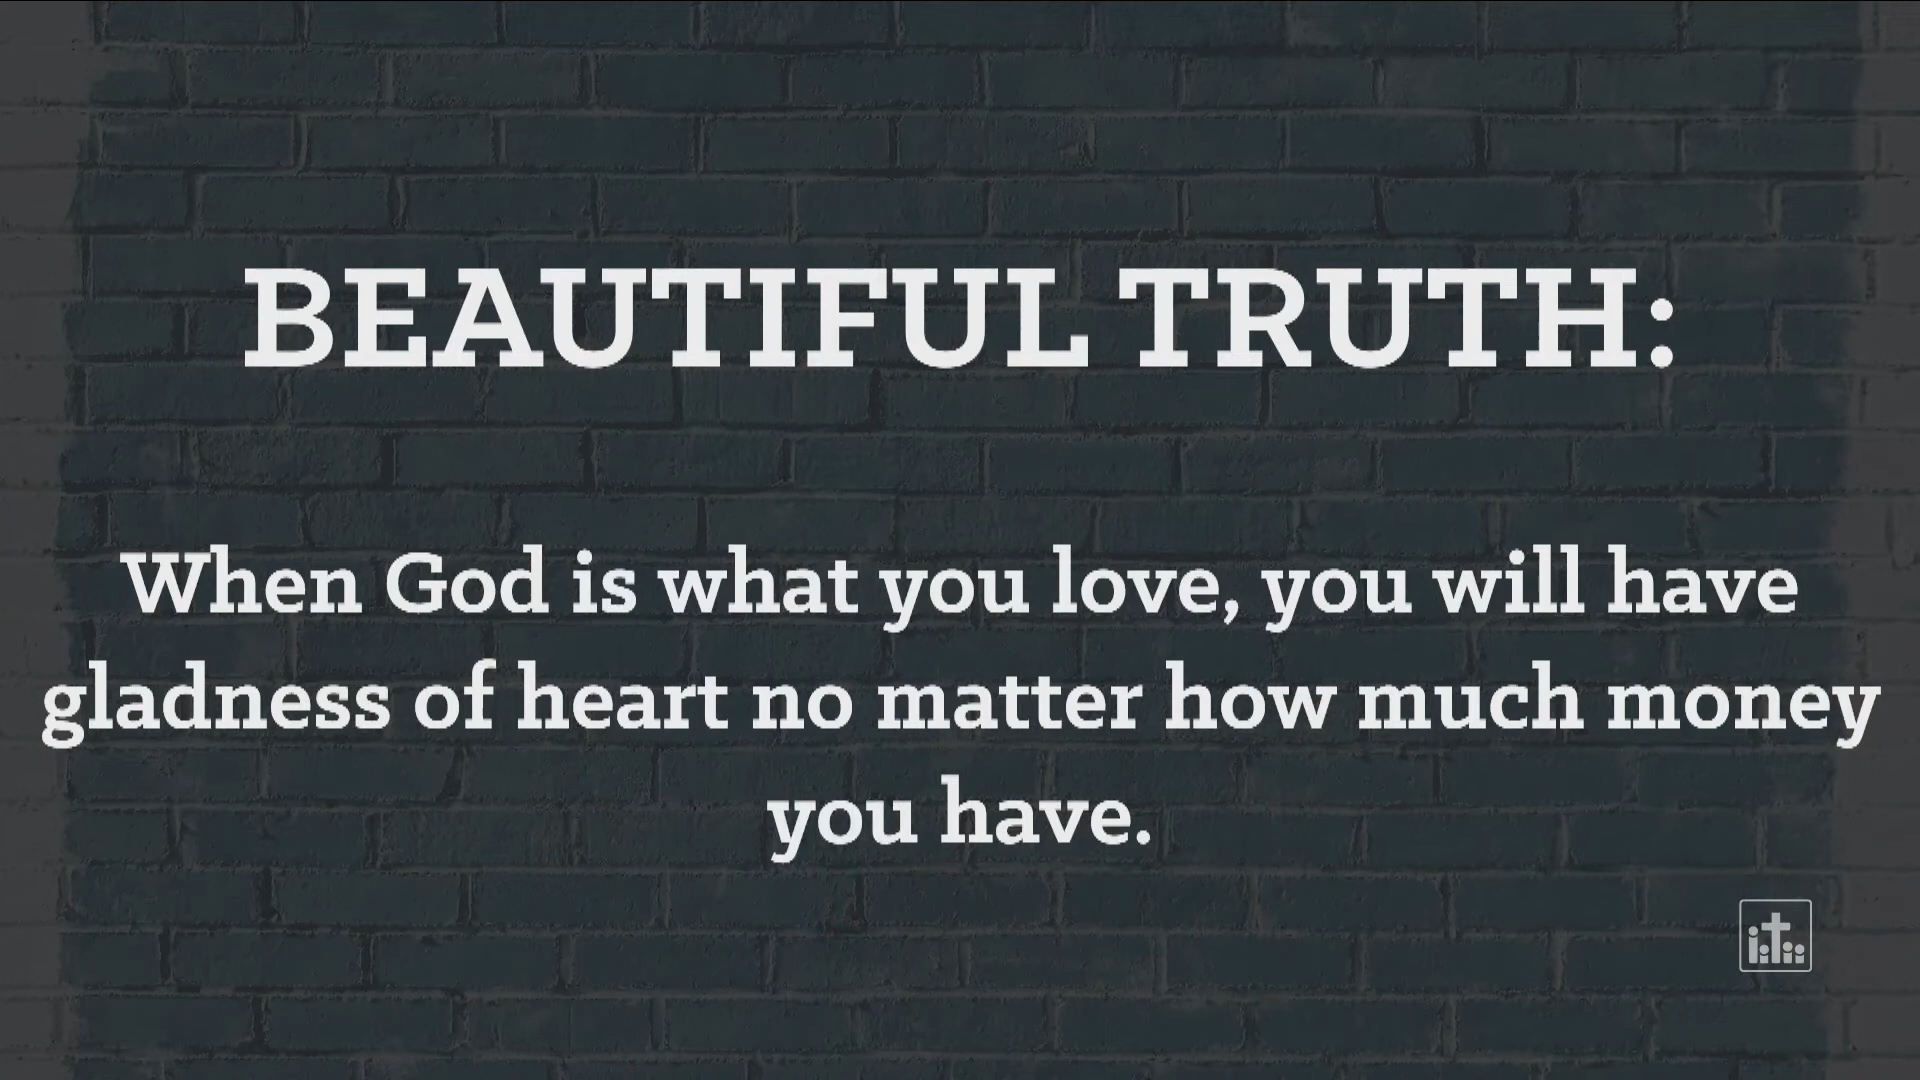 BEAUTIFUL TRUTH:
When God is what you love, you will have
gladness of heart no matter how much money
you have.